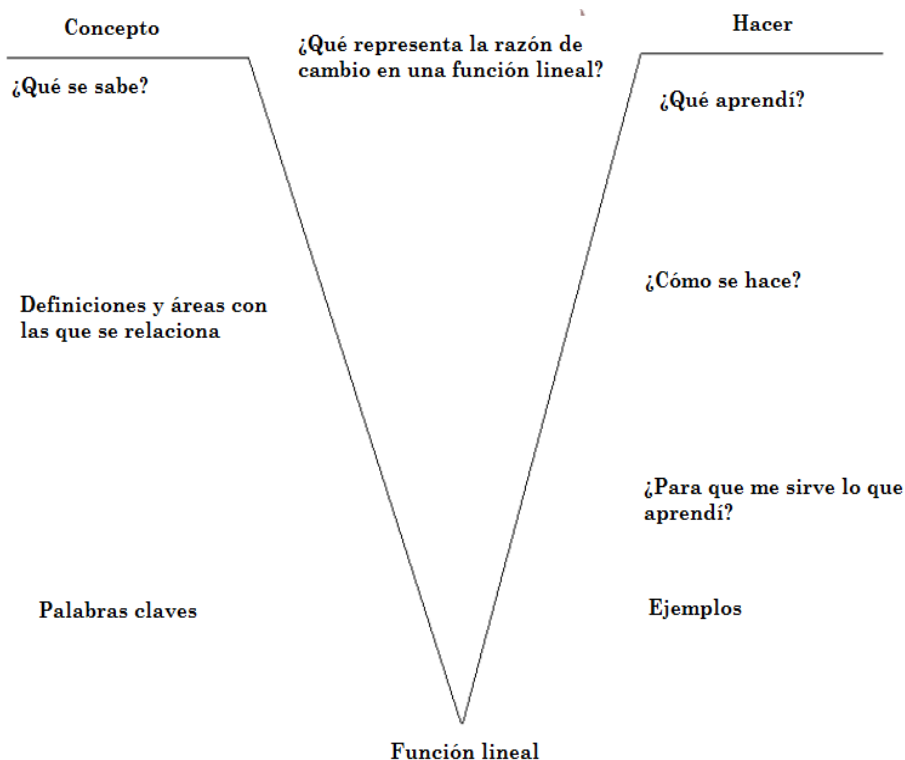 Concepto
¿Qué se sabe?
Definiciones y áreas con
las que se relaciona
Palabras claves
¿Qué representa la razón de
cambio en una función lineal?
Hacer
¿Qué aprendí?
¿Cómo se hace?
¿Para que me sirve lo que
aprendí?
Ejemplos
Función lineal